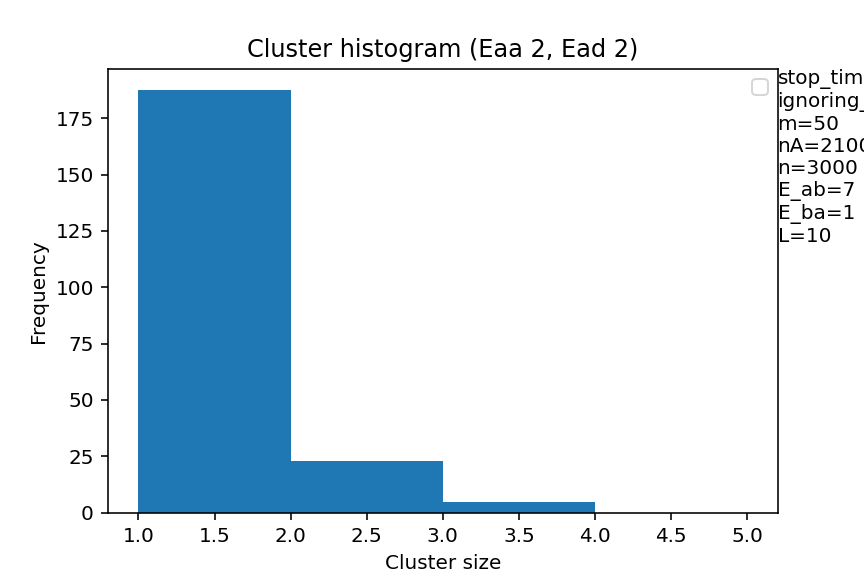 Cluster histogram (Eaa 2, Ead 2)
stop_tim
ignoring_
m=50
nA=2100
n=3000
E_ab=7
E_ba=1
L=10
Frequency
175
150
125
100
75
50
25
0
1.0 1.5 2.0 2.5 3.0 3.5 4.0 4.5 5.0
Cluster size